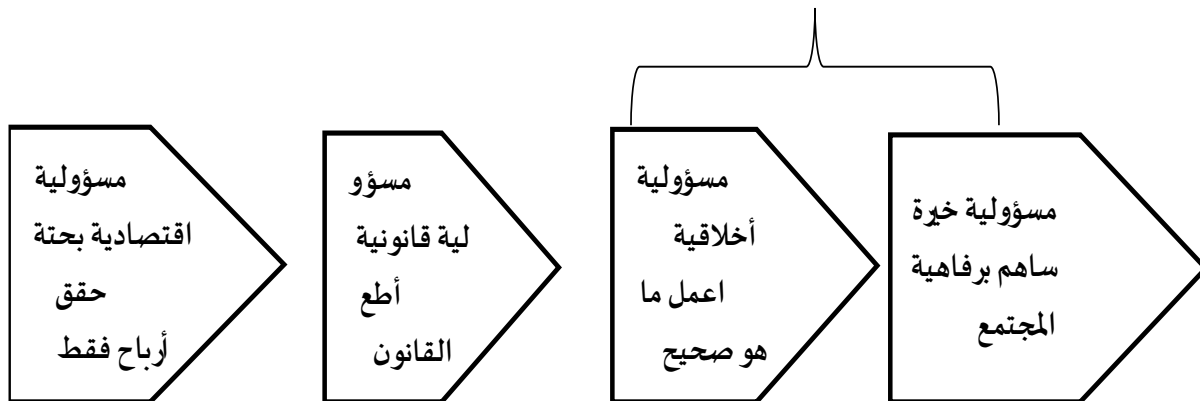 مسؤولية
اقتصادية بحتة
حقق
أرباح فقط
مسؤو
لية قانونية
أطع
القانون
مسؤولية
أخلاقية
اعمل ما
هو صحيح
مسؤولية خيرة
ساهم برفاهية
المجتمع